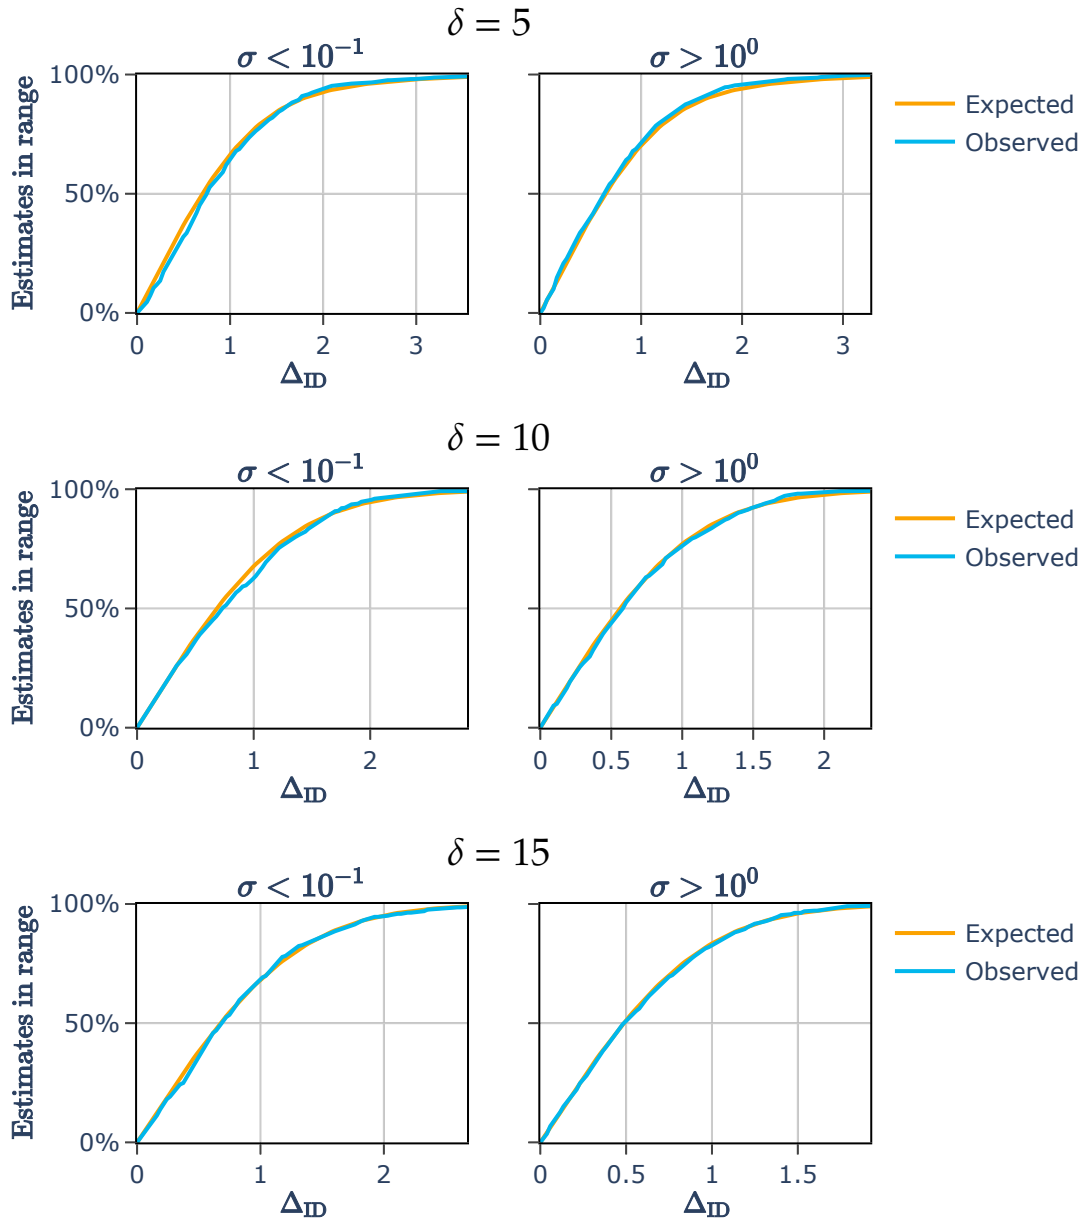 δ = 5
σ < 10⁻¹
σ > 10⁰
Estimates in range
100%
50%
0%
0 1 2 3
0 1 2 3
Δ_ID
Δ_ID
Expected
Observed
δ = 10
σ < 10⁻¹
σ > 10⁰
Estimates in range
100%
50%
0%
0 1 2
0 0.5 1 1.5 2
Δ_ID
Δ_ID
Expected
Observed
δ = 15
σ < 10⁻¹
σ > 10⁰
Estimates in range
100%
50%
0%
0 1 2
0 0.5 1 1.5
Δ_ID
Δ_ID
Expected
Observed